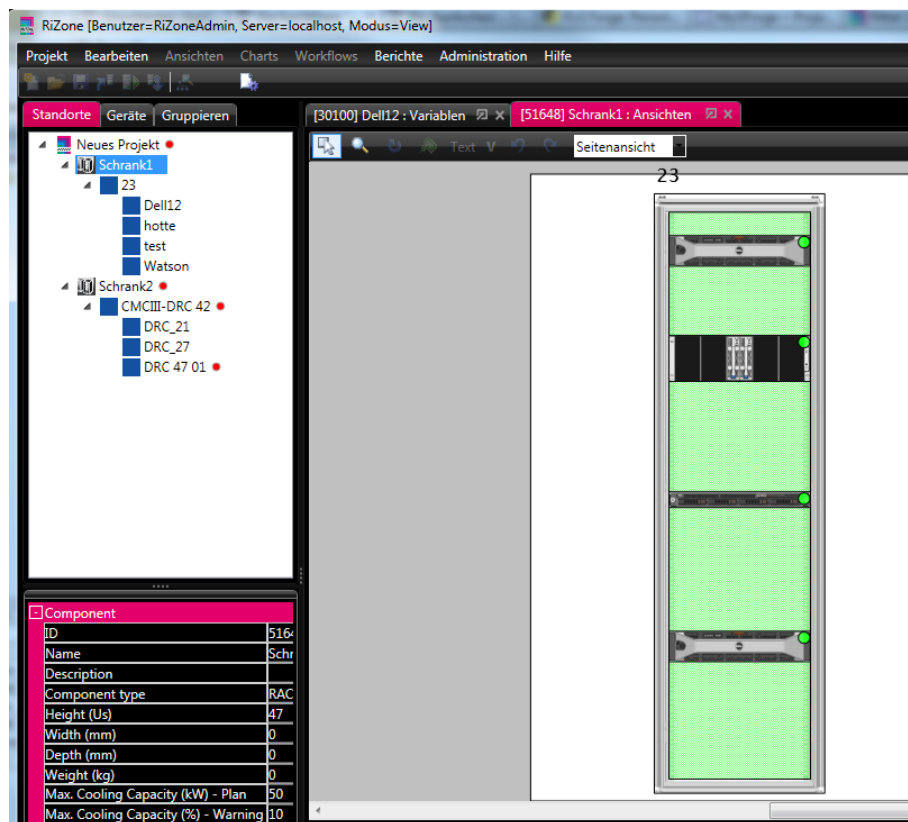 RiZone [Benutzer=RiZoneAdmin, Server=localhost, Modus=View]
Projekt Bearbeiten Ansichten Charts Workflows Berichte Administration Hilfe
Standorte Geräte Gruppieren
[30100] Dell12 : Variablen [51648] Schrank1 : Ansichten
Text V Seitenansicht
Neues Projekt
Schrank1
23
Dell12
hotte
test
Watson
Schrank2
CMCIII-DRC 42
DRC_21
DRC_27
DRC 47 01
23
Component
ID 5164
Name Schr
Description
Component type RAC
Height (Us) 47
Width (mm) 0
Depth (mm) 0
Weight (kg) 0
Max. Cooling Capacity (kW) - Plan 50
Max. Cooling Capacity (%) - Warning 10